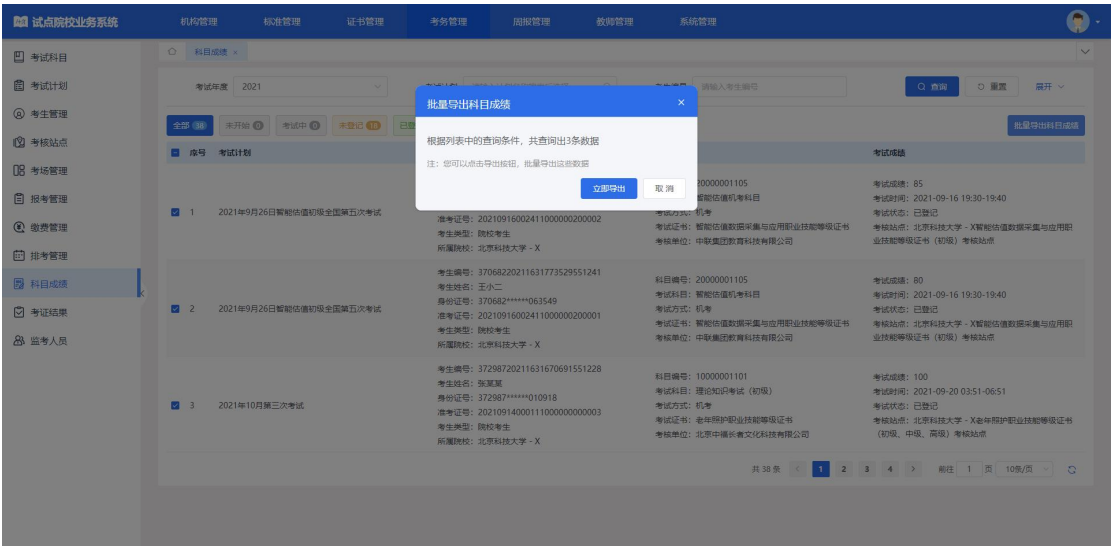 试点院校业务系统 机构管理 标准管理 证书管理 考务管理 周报管理 教师管理 系统管理
考试科目
考试计划
考生管理
考核站点
考场管理
报考管理
缴费管理
排考管理
科目成绩
考证结果
监考人员
科目成绩 ×
考试年度 2021 请输入考生编号 查询 重置 展开
全部 38 未开始 0 考试中 0 未登记 10 批量导出科目成绩
批量导出科目成绩 ×
根据列表中的查询条件，共查询出3条数据
注：您可以点击导出按钮，批量导出这些数据
立即导出 取消
序号 考试计划 考试成绩
1 2021年9月26日智能估值初级全国第五次考试
准考证号：20210916002411000000200002
考生类型：院校考生
所属院校：北京科技大学 - X
20000001105
智能估值机考科目
考试方式：机考
考试证书：智能估值数据采集与应用职业技能等级证书
考核单位：中联集团教育科技有限公司
考试成绩：85
考试时间：2021-09-16 19:30-19:40
考试状态：已登记
考核站点：北京科技大学 - X智能估值数据采集与应用职
业技能等级证书（初级）考核站点
2 2021年9月26日智能估值初级全国第五次考试
考生编号：37068220211631773529551241
考生姓名：王小二
身份证号：370682******063549
准考证号：20210916002411000000200001
考生类型：院校考生
所属院校：北京科技大学 - X
科目编号：20000001105
考试科目：智能估值机考科目
考试方式：机考
考试证书：智能估值数据采集与应用职业技能等级证书
考核单位：中联集团教育科技有限公司
考试成绩：80
考试时间：2021-09-16 19:30-19:40
考试状态：已登记
考核站点：北京科技大学 - X智能估值数据采集与应用职
业技能等级证书（初级）考核站点
3 2021年10月第三次考试
考生编号：37298720211631670691551228
考生姓名：张某某
身份证号：372987******010918
准考证号：20210914000111000000000003
考生类型：院校考生
所属院校：北京科技大学 - X
科目编号：10000001101
考试科目：理论知识考试（初级）
考试方式：机考
考试证书：老年照护职业技能等级证书
考核单位：北京中福长者文化科技有限公司
考试成绩：100
考试时间：2021-09-20 03:51-06:51
考试状态：已登记
考核站点：北京科技大学 - X老年照护职业技能等级证书
（初级，中级，高级）考核站点
共 38 条 < 1 2 3 4 > 前往 1 页 10条/页